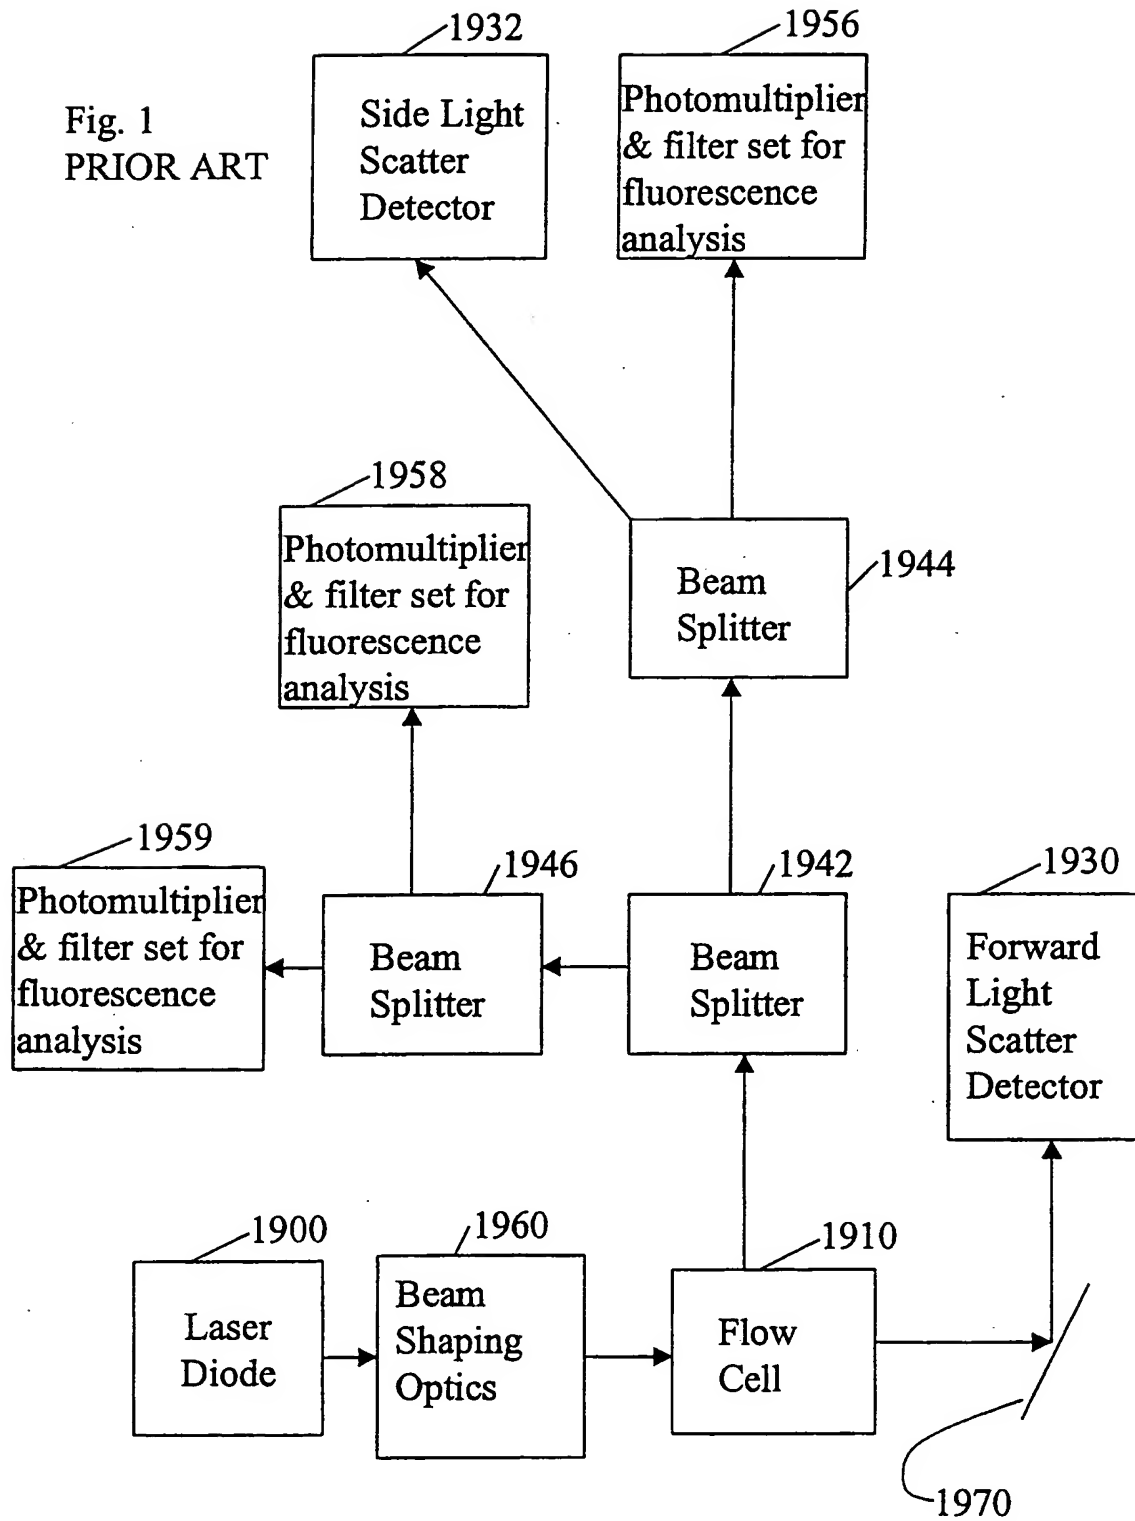 1932
1956
Fig. 1
PRIOR ART
Side Light
Scatter
Detector
Photomultiplier
& filter set for
fluorescence
analysis
1958
Photomultiplier
& filter set for
fluorescence
analysis
1944
Beam
Splitter
1959
Photomultiplier
& filter set for
fluorescence
analysis
1946
Beam
Splitter
1942
Beam
Splitter
1930
Forward
Light
Scatter
Detector
1900
Laser
Diode
1960
Beam
Shaping
Optics
1910
Flow
Cell
1970